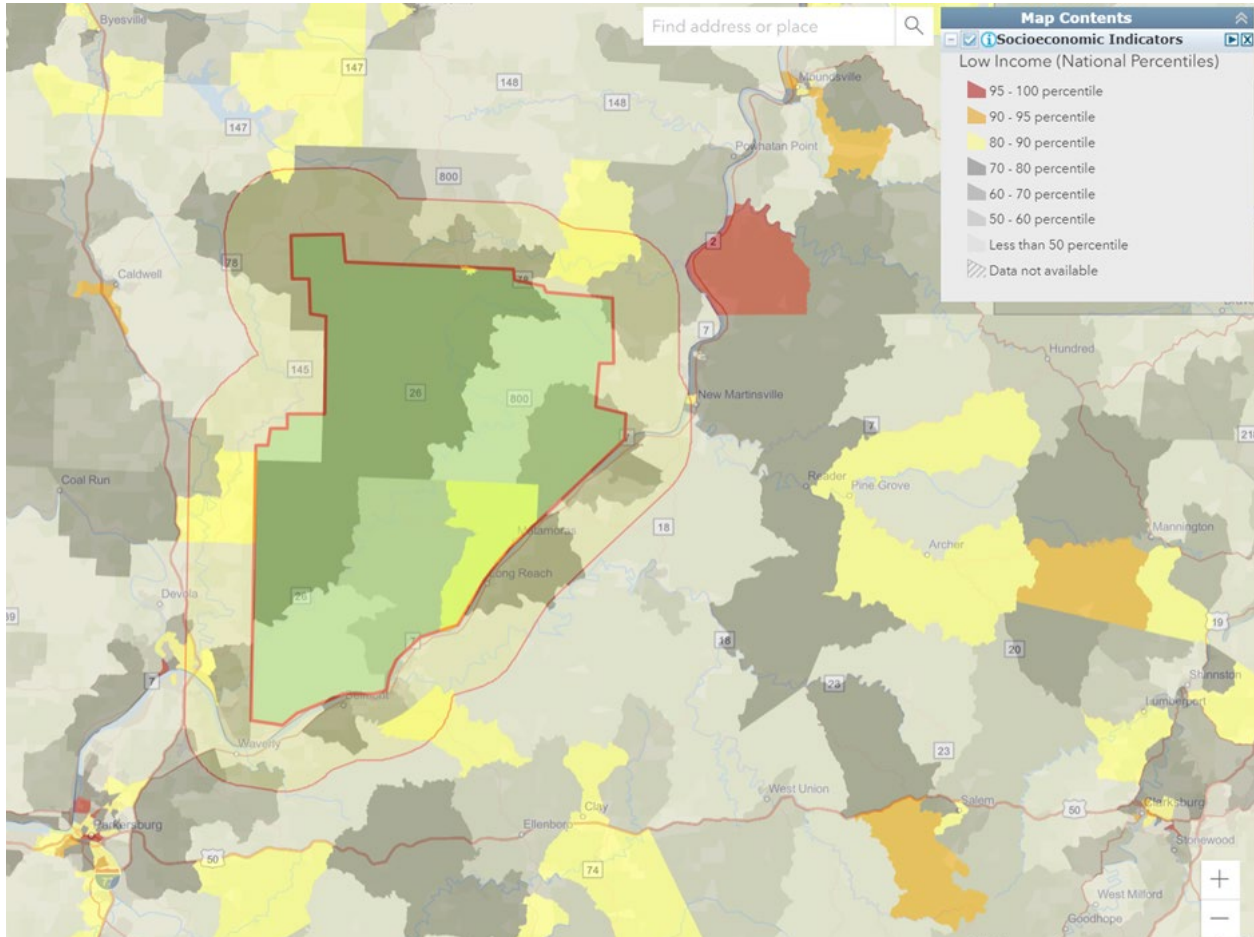 Byesville
147
148
147
148
Find address or place
Map Contents
Socioeconomic Indicators
Low Income (National Percentiles)
95 - 100 percentile
90 - 95 percentile
80 - 90 percentile
70 - 80 percentile
60 - 70 percentile
50 - 60 percentile
Less than 50 percentile
Data not available
Moundsville
Powhatan Point
800
2
78
78
Caldwell
7
Hundred
145
26
800
New Martinsville
7
7
Coal Run
Reader
Pine Grove
18
Matamoras
Mannington
Archer
Long Reach
26
Devola
7
19
18
20
7
23
Shinnston
Lumberport
Waverly
23
West Union
Salem
50
Clarksburg
Clay
Parkersburg
Ellenboro
Stonewood
50
74
77
West Milford
Goodhope
+
−